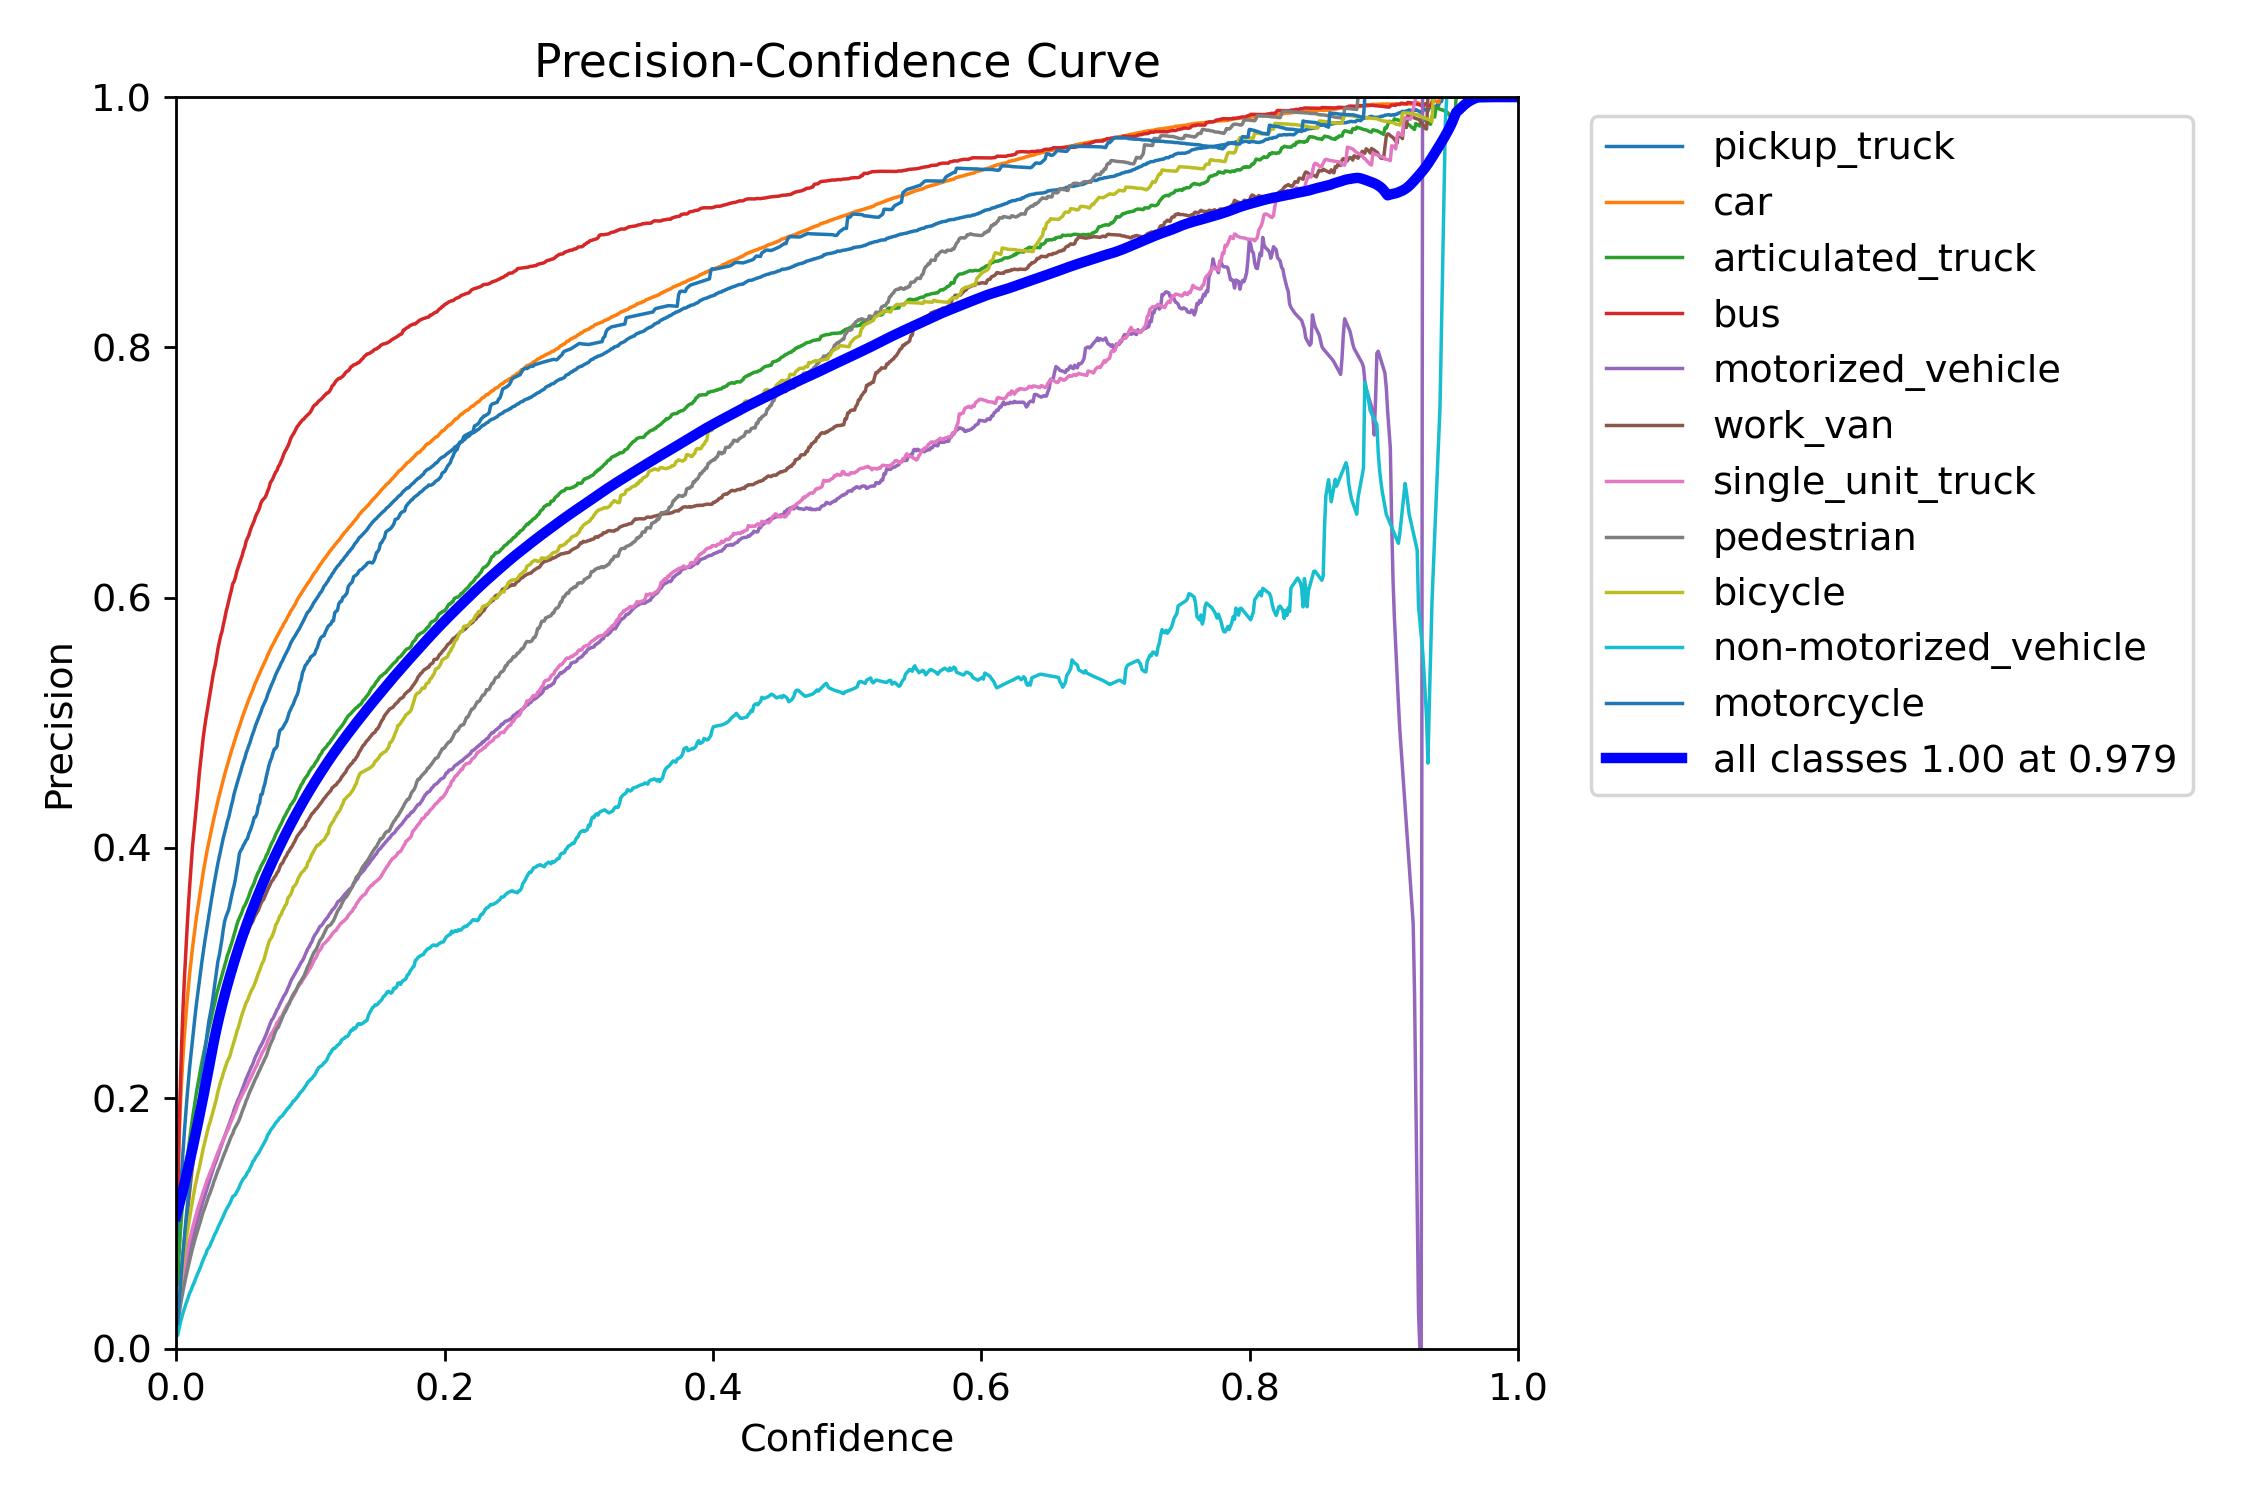 Precision-Confidence Curve
1.0
0.8
0.6
0.4
0.2
0.0
Precision
0.0 0.2 0.4 0.6 0.8 1.0
Confidence
pickup_truck
car
articulated_truck
bus
motorized_vehicle
work_van
single_unit_truck
pedestrian
bicycle
non-motorized_vehicle
motorcycle
all classes 1.00 at 0.979